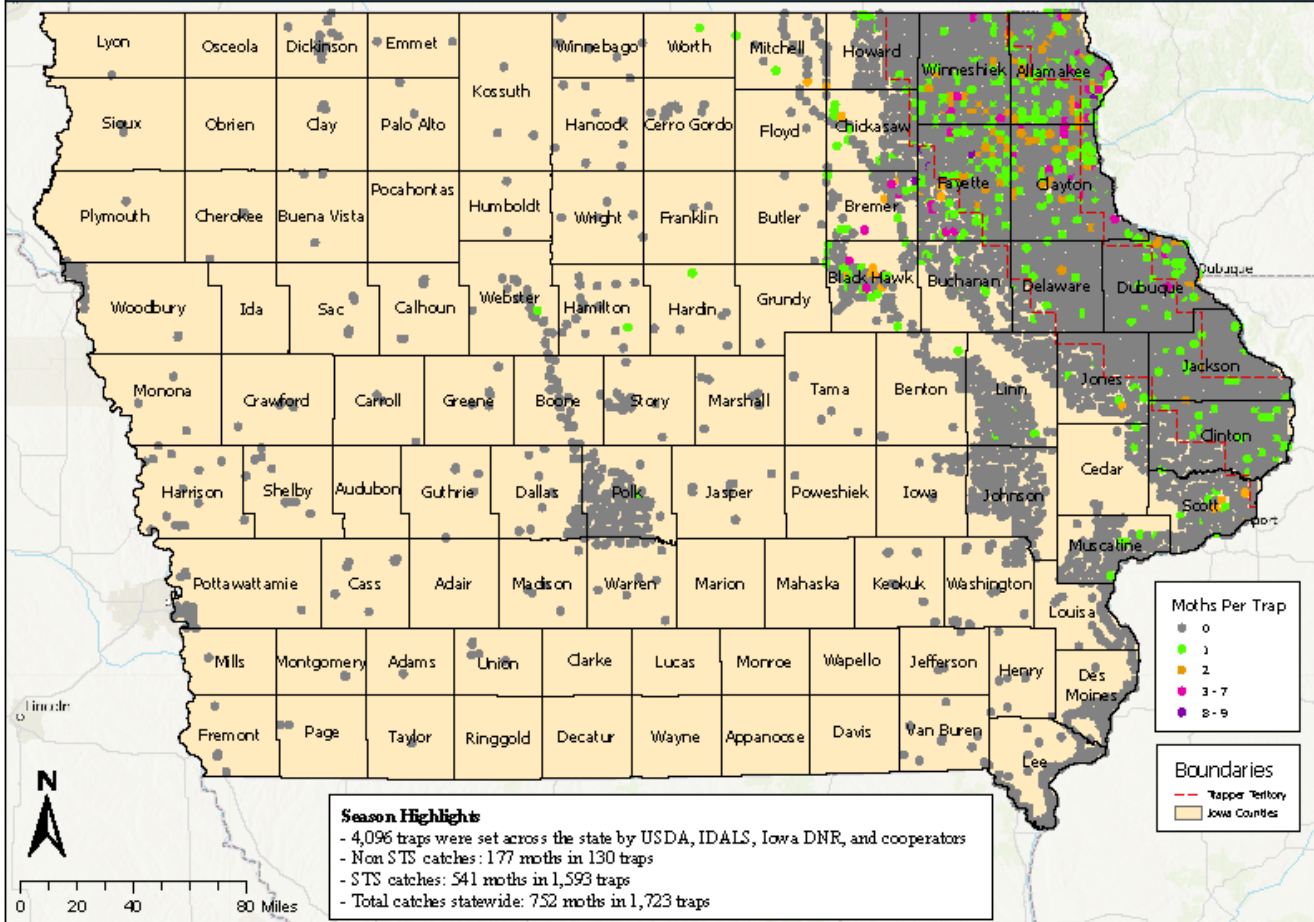 Lyon
Osceola
Dickinson
Emmet
Winnebago
Worth
Mitchell
Howard
Winneshiek
Allamakee
Kossuth
Sioux
Obrien
Clay
Palo Alto
Hancock
Cerro Gordo
Floyd
Chickasaw
Pocahontas
Plymouth
Cherokee
Buena Vista
Humboldt
Wright
Franklin
Butler
Bremer
Fayette
Clayton
Woodbury
Ida
Sac
Calhoun
Webster
Hamilton
Hardin
Grundy
Black Hawk
Buchanan
Delaware
Dubuque
Dubuque
Monona
Crawford
Carroll
Greene
Boone
Story
Marshall
Tama
Benton
Linn
Jones
Jackson
Clinton
Harrison
Shelby
Audubon
Guthrie
Dallas
Polk
Jasper
Poweshiek
Iowa
Johnson
Cedar
Scott
port
Muscatine
Pottawattamie
Cass
Adair
Madison
Warren
Marion
Mahaska
Keokuk
Washington
Louisa
Mills
Montgomery
Adams
Union
Clarke
Lucas
Monroe
Wapello
Jefferson
Henry
Des
Moines
Lincoln
Fremont
Page
Taylor
Ringgold
Decatur
Wayne
Appanoose
Davis
Van Buren
Lee
Moths Per Trap
0
1
2
3 - 7
8 - 9
Boundaries
Trapper Teritory
Iowa Counties
N
0 20 40 80 Miles
Season Highlights
- 4,096 traps were set across the state by USDA, IDALS, Iowa DNR, and cooperators
- Non STS catches: 177 moths in 130 traps
- STS catches: 541 moths in 1,593 traps
- Total catches statewide: 752 moths in 1,723 traps